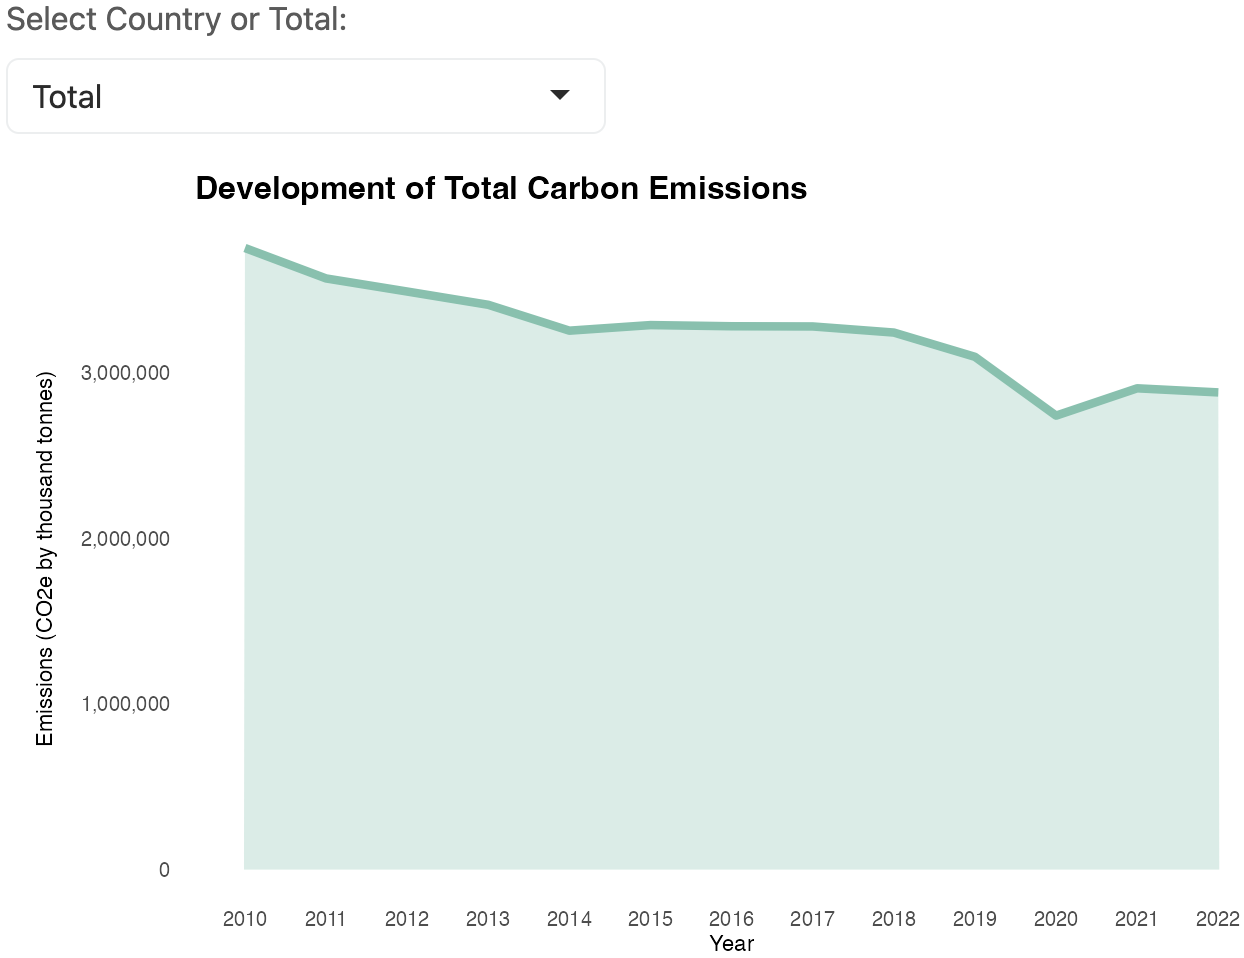 Select Country or Total:
Total
Development of Total Carbon Emissions
Emissions (CO2e by thousand tonnes)
3,000,000
2,000,000
1,000,000
0
2010 2011 2012 2013 2014 2015 2016 2017 2018 2019 2020 2021 2022
Year